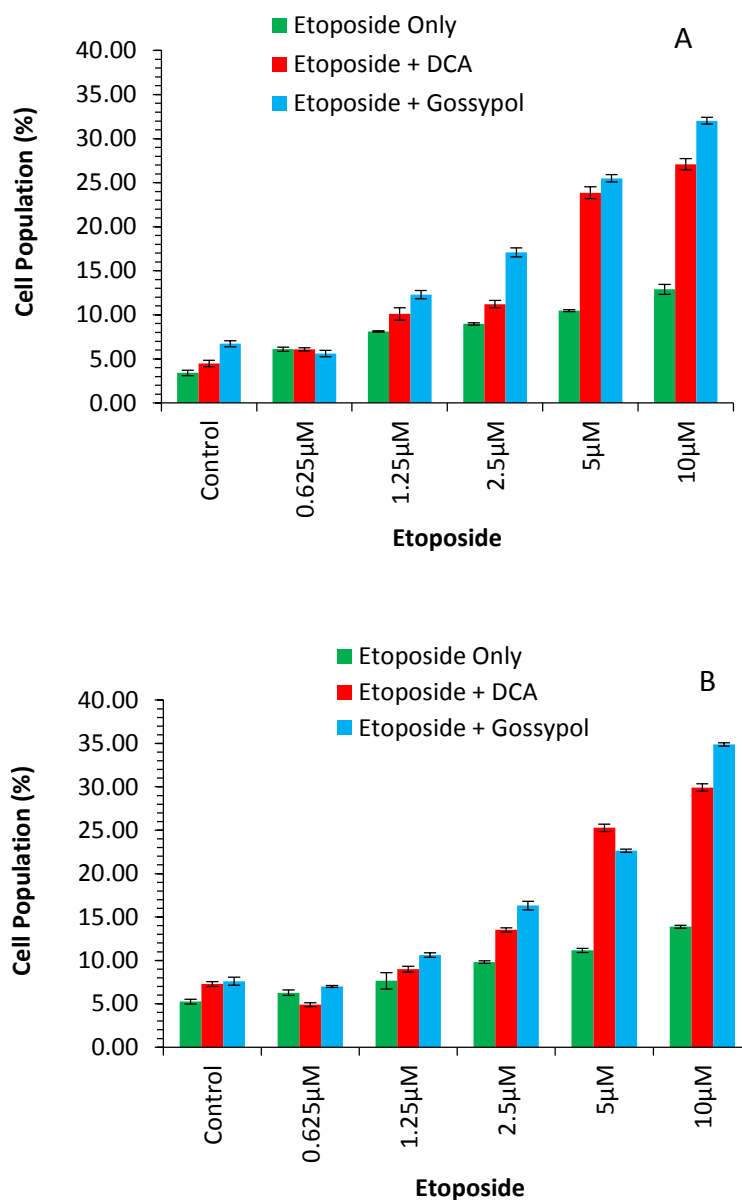 Etoposide Only
A
Etoposide + DCA
Etoposide + Gossypol
40.00
35.00
30.00
25.00
20.00
15.00
10.00
5.00
0.00
Cell Population (%)
Control
0.625µM
1.25µM
2.5µM
5µM
10µM
Etoposide
Etoposide Only
B
Etoposide + DCA
Etoposide + Gossypol
40.00
35.00
30.00
25.00
20.00
15.00
10.00
5.00
0.00
Cell Population (%)
Control
0.625µM
1.25µM
2.5µM
5µM
10µM
Etoposide